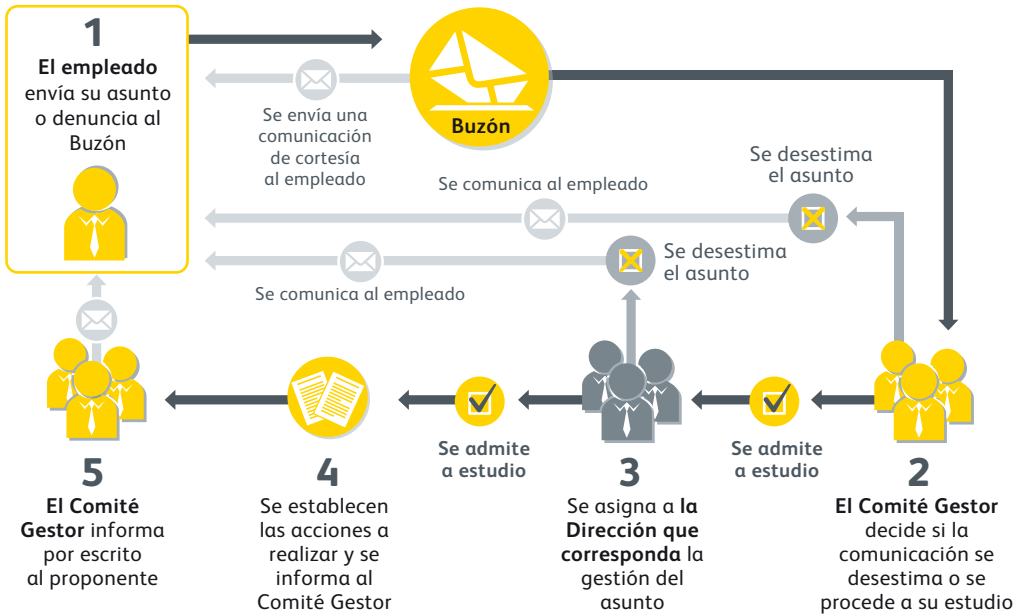 1
El empleado
envía su asunto
o denuncia al
Buzón
Buzón
Se envía una
comunicación
de cortesía
al empleado
Se desestima
el asunto
Se comunica al empleado
Se desestima
el asunto
Se comunica al empleado
5
El Comité
Gestor informa
por escrito
al proponente
4
Se establecen
las acciones a
realizar y se
informa al
Comité Gestor
Se admite
a estudio
3
Se asigna a la
Dirección que
corresponda la
gestión del
asunto
Se admite
a estudio
2
El Comité Gestor
decide si la
comunicación se
desestima o se
procede a su estudio